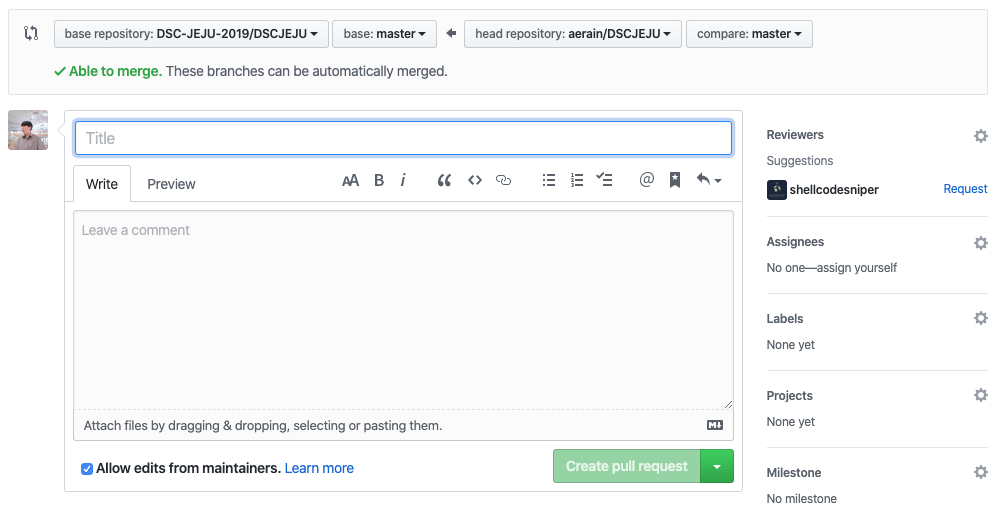 base repository: DSC-JEJU-2019/DSCJEJU base: master head repository: aerain/DSCJEJU compare: master
Able to merge. These branches can be automatically merged.
Title
Write Preview
AA B i @
Leave a comment
Attach files by dragging & dropping, selecting or pasting them.
Allow edits from maintainers. Learn more
Create pull request
Reviewers
Suggestions
shellcodesniper Request
Assignees
No one—assign yourself
Labels
None yet
Projects
None yet
Milestone
No milestone